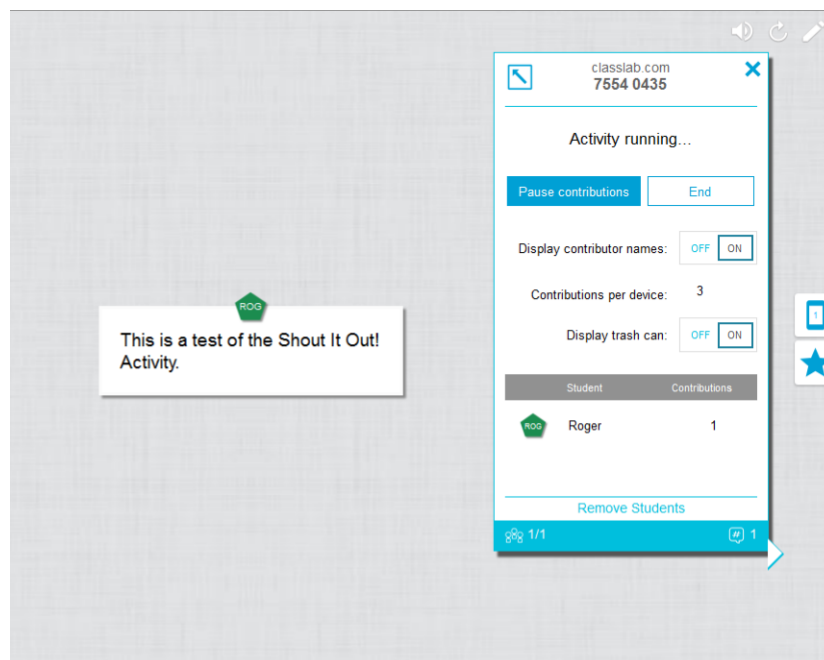 classlab.com
7554 0435
Activity running...
Pause contributions
End
Display contributor names:
OFF
ON
Contributions per device:
3
Display trash can:
OFF
ON
Student
Contributions
ROG
Roger
1
Remove Students
1/1
1
ROG
This is a test of the Shout It Out!
Activity.
1